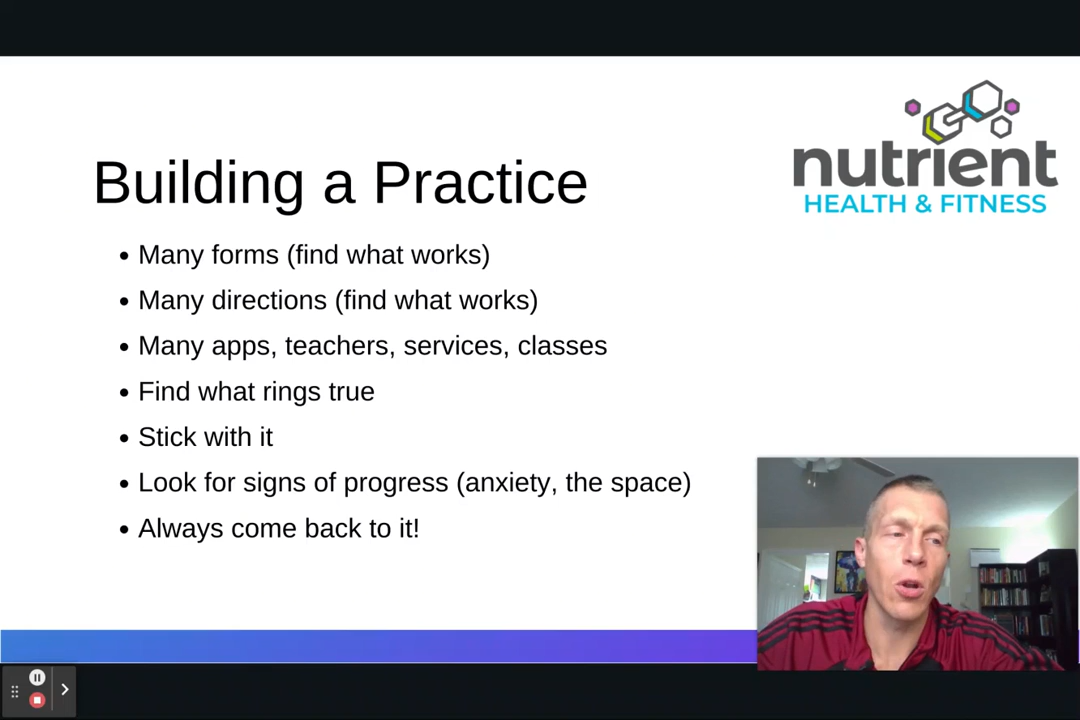 nutrient
HEALTH & FITNESS
Building a Practice
• Many forms (find what works)
• Many directions (find what works)
• Many apps, teachers, services, classes
• Find what rings true
• Stick with it
• Look for signs of progress (anxiety, the space)
• Always come back to it!